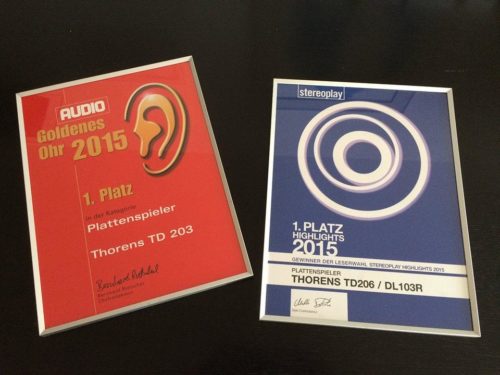 AUDIO
Goldenes
Ohr 2015
1. Platz
in der Kategorie
Plattenspieler
Thorens TD 203
stereoplay
1. PLATZ
HIGHLIGHTS
2015
GEWINNER DER LESERWAHL STEREOPLAY HIGHLIGHTS 2015
PLATTENSPIELER
THORENS TD206 / DL103R